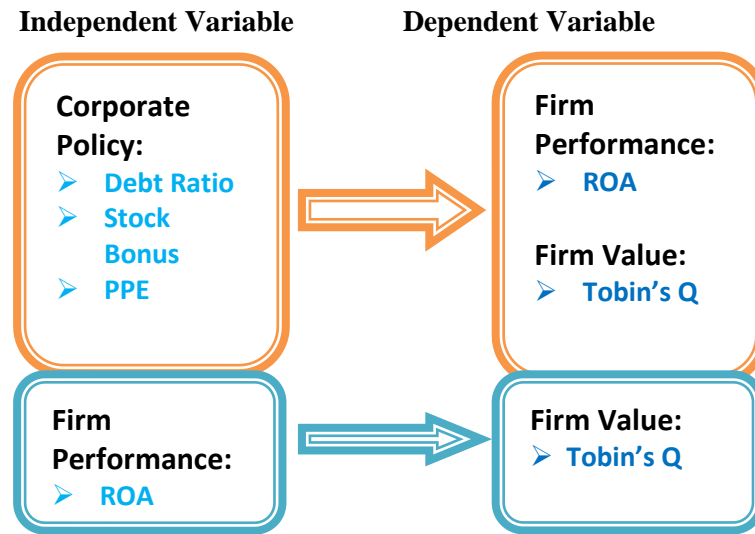 Independent Variable
Dependent Variable
Corporate
Policy:
➢ Debt Ratio
➢ Stock
Bonus
➢ PPE
Firm
Performance:
➢ ROA
Firm Value:
➢ Tobin’s Q
Firm
Performance:
➢ ROA
Firm Value:
➢ Tobin’s Q